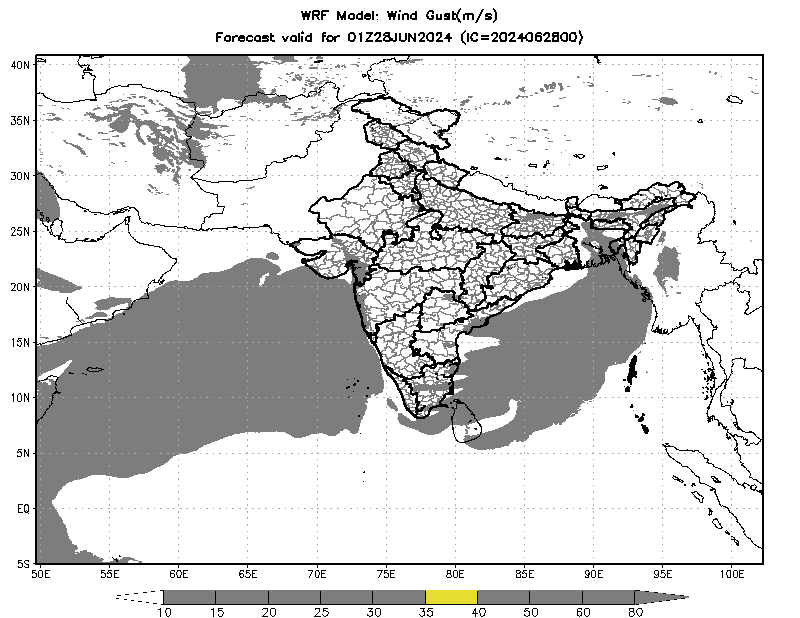 WRF Model: Wind Gust(m/s)
Forecast valid for 01Z28JUN2024 (IC=2024062800)
40N
35N
30N
25N
20N
15N
10N
5N
EQ
5S
50E 55E 60E 65E 70E 75E 80E 85E 90E 95E 100E
10 15 20 25 30 35 40 50 60 80